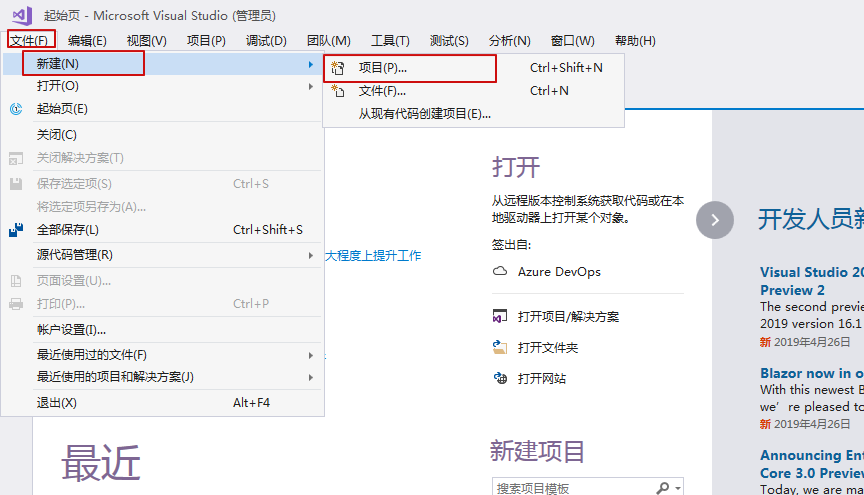 起始页 - Microsoft Visual Studio (管理员)
文件(F) 编辑(E) 视图(V) 项目(P) 调试(D) 团队(M) 工具(T) 测试(S) 分析(N) 窗口(W) 帮助(H)
新建(N)
打开(O)
起始页(E)
关闭(C)
关闭解决方案(T)
保存选定项(S) Ctrl+S
将选定项另存为(A)...
全部保存(L) Ctrl+Shift+S
源代码管理(R)
页面设置(U)...
打印(P)... Ctrl+P
帐户设置(I)...
最近使用过的文件(F)
最近使用的项目和解决方案(J)
退出(X) Alt+F4
项目(P)... Ctrl+Shift+N
文件(F)... Ctrl+N
从现有代码创建项目(E)...
大程度上提升工作
最近
打开
从远程版本控制系统获取代码或在本
地驱动器上打开某个对象。
签出自:
Azure DevOps
打开项目/解决方案
打开文件夹
打开网站
新建项目
搜索项目模板
开发人员新
Visual Studio 20
Preview 2
The second previe
2019 version 16.1
新 2019年4月26日
Blazor now in o
With this newest B
we're pleased to
新 2019年4月26日
Announcing Ent
Core 3.0 Preview
Today, we are ma